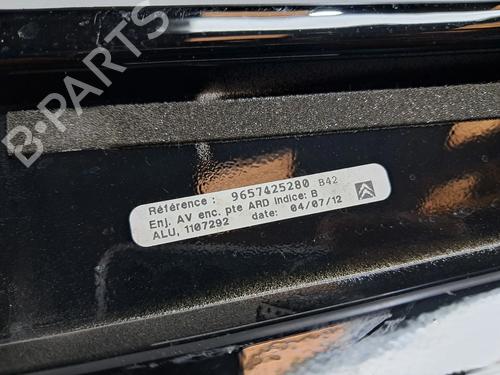 B-PARTS
Référence : 9657425280 B42
Enj. AV enc. pte ARD indice: B
ALU, 1107292 date: 04/07/12